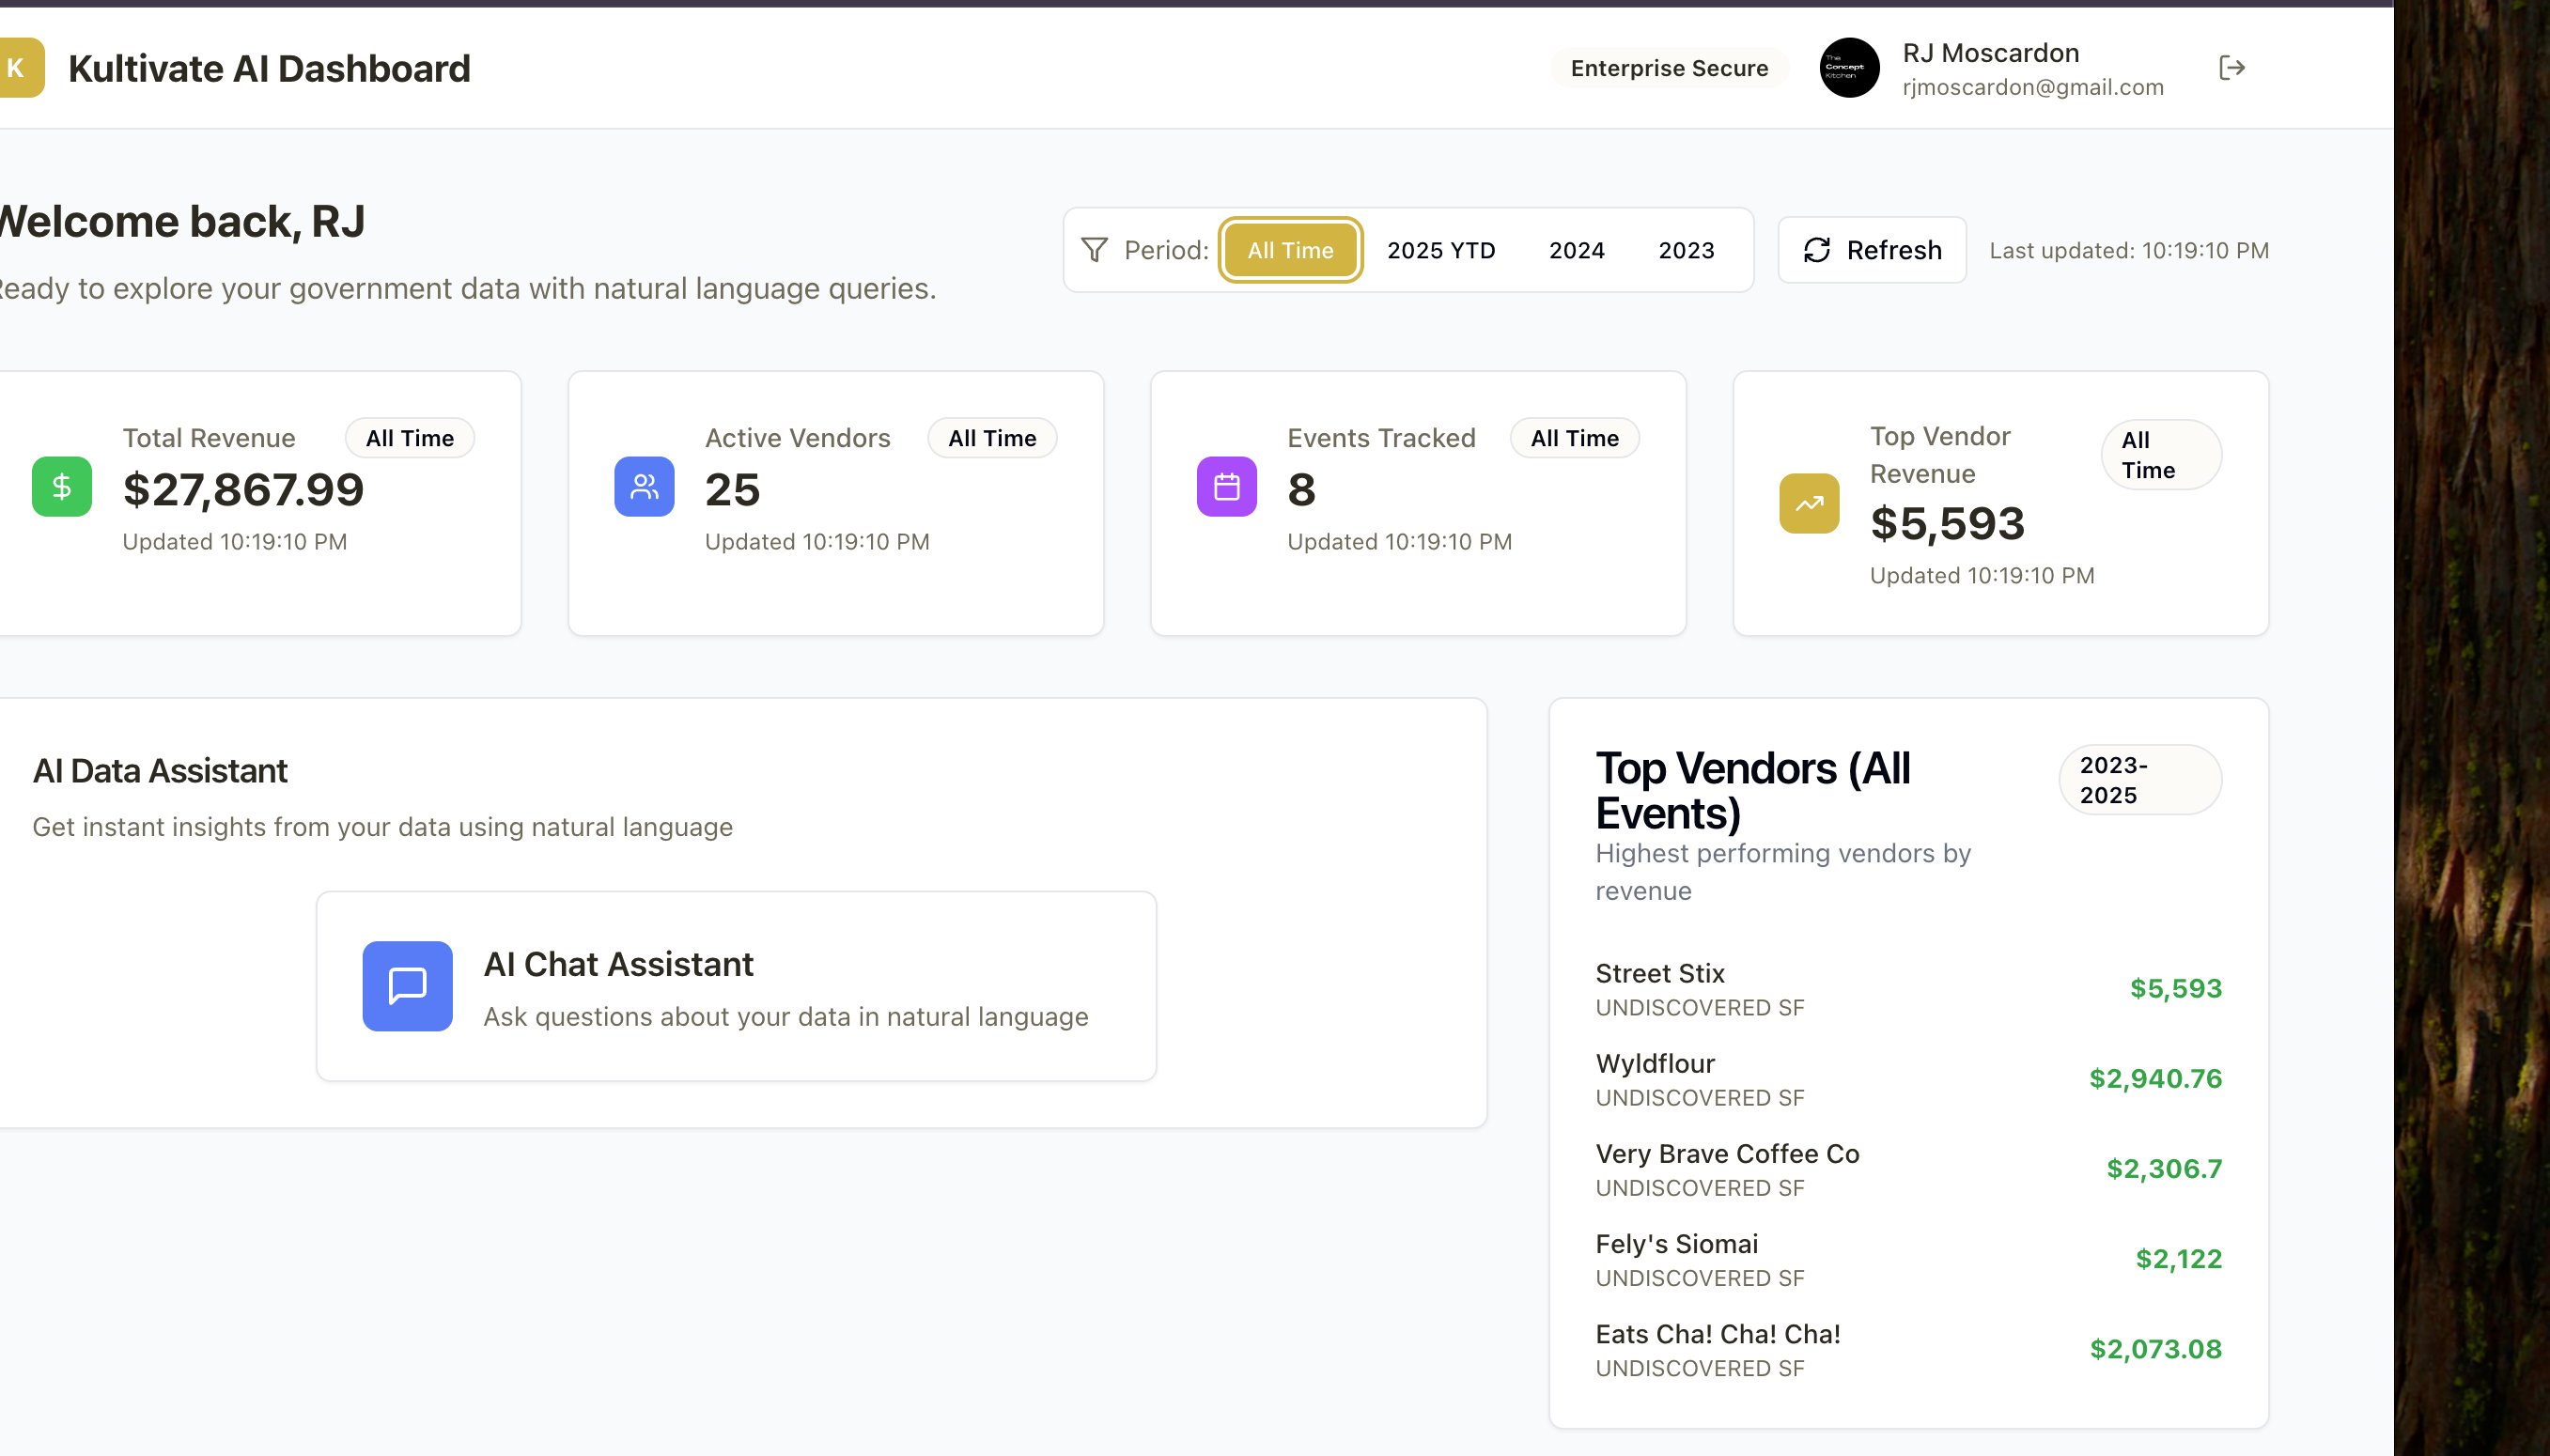 K
Kultivate AI Dashboard
Enterprise Secure
The
Concept
Kitchen
RJ Moscardon
rjmoscardon@gmail.com
Welcome back, RJ
Ready to explore your government data with natural language queries.
Period: All Time 2025 YTD 2024 2023
Refresh
Last updated: 10:19:10 PM
Total Revenue
All Time
$27,867.99
Updated 10:19:10 PM
Active Vendors
All Time
25
Updated 10:19:10 PM
Events Tracked
All Time
8
Updated 10:19:10 PM
Top Vendor
Revenue
All
Time
$5,593
Updated 10:19:10 PM
AI Data Assistant
Get instant insights from your data using natural language
AI Chat Assistant
Ask questions about your data in natural language
Top Vendors (All
Events)
2023-
2025
Highest performing vendors by
revenue
Street Stix
UNDISCOVERED SF
$5,593
Wyldflour
UNDISCOVERED SF
$2,940.76
Very Brave Coffee Co
UNDISCOVERED SF
$2,306.7
Fely's Siomai
UNDISCOVERED SF
$2,122
Eats Cha! Cha! Cha!
UNDISCOVERED SF
$2,073.08